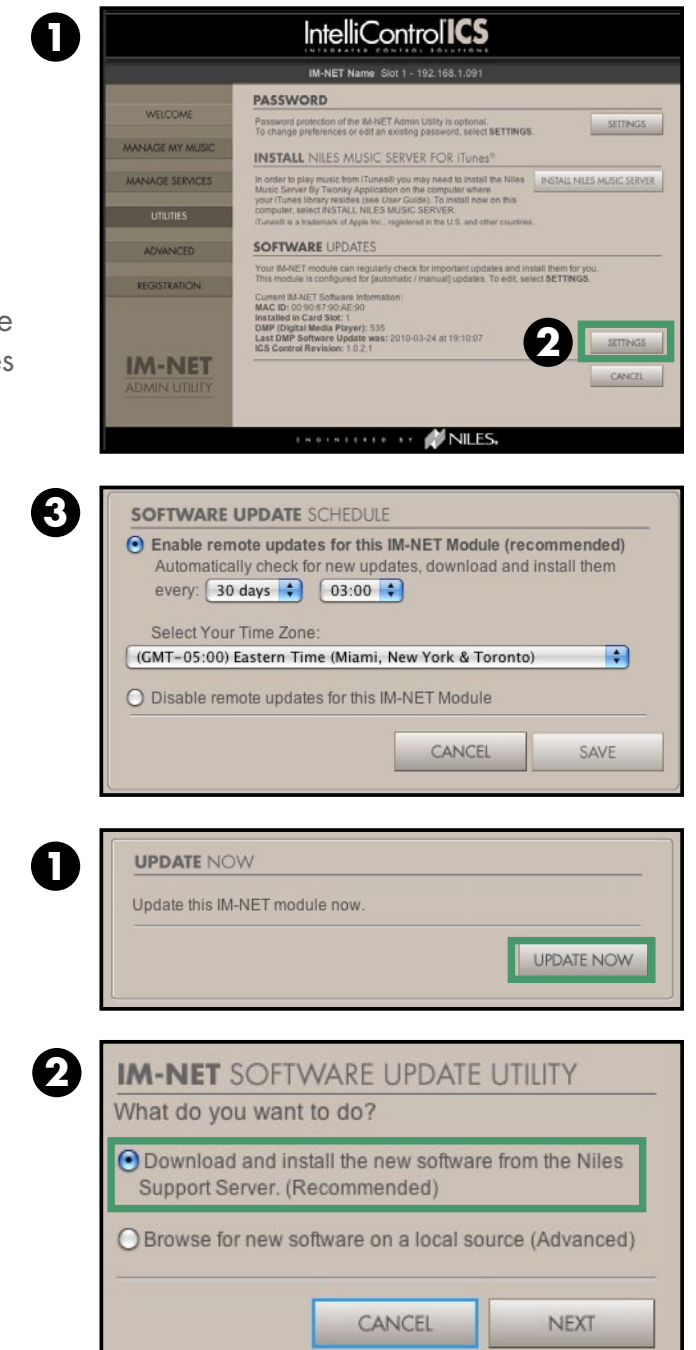 1
IntelliControl ICS
INTEGRATED CONTROL SOLUTIONS
IM-NET Name Slot 1 - 192.168.1.091
WELCOME
MANAGE MY MUSIC
MANAGE SERVICES
UTILITIES
ADVANCED
REGISTRATION
IM-NET
ADMIN UTILITY
PASSWORD
Password protection of the IM-NET Admin Utility is optional.
To change preferences or edit an existing password, select SETTINGS.
SETTINGS
INSTALL NILES MUSIC SERVER FOR iTunes®
In order to play music from iTunes® you may need to install the Niles
Music Server By Twonky Application on the computer where
your iTunes library resides (see User Guide). To install now on this
computer, select INSTALL NILES MUSIC SERVER.
iTunes® is a trademark of Apple Inc., registered in the U.S. and other countries.
INSTALL NILES MUSIC SERVER
SOFTWARE UPDATES
Your IM-NET module can regularly check for important updates and install them for you.
This module is configured for [automatic / manual] updates. To edit, select SETTINGS.
Current IM-NET Software Information:
MAC ID: 00:90:87:90:AE:90
Installed in Card Slot: 1
DMP (Digital Media Player): 535
Last DMP Software Update was: 2010-03-24 at 19:10:07
ICS Control Revision: 1.0.2.1
2
SETTINGS
CANCEL
ENGINEERED BY NILES.
3
SOFTWARE UPDATE SCHEDULE
Enable remote updates for this IM-NET Module (recommended)
Automatically check for new updates, download and install them
every: 30 days 03:00
Select Your Time Zone:
(GMT-05:00) Eastern Time (Miami, New York & Toronto)
Disable remote updates for this IM-NET Module
CANCEL SAVE
1
UPDATE NOW
Update this IM-NET module now.
UPDATE NOW
2
IM-NET SOFTWARE UPDATE UTILITY
What do you want to do?
Download and install the new software from the Niles
Support Server. (Recommended)
Browse for new software on a local source (Advanced)
CANCEL NEXT